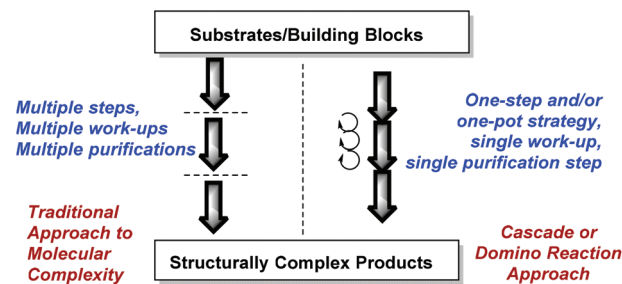 Substrates/Building Blocks
Multiple steps,
Multiple work-ups
Multiple purifications
One-step and/or
one-pot strategy,
single work-up,
single purification step
Traditional
Approach to
Molecular
Complexity
Structurally Complex Products
Cascade or
Domino Reaction
Approach